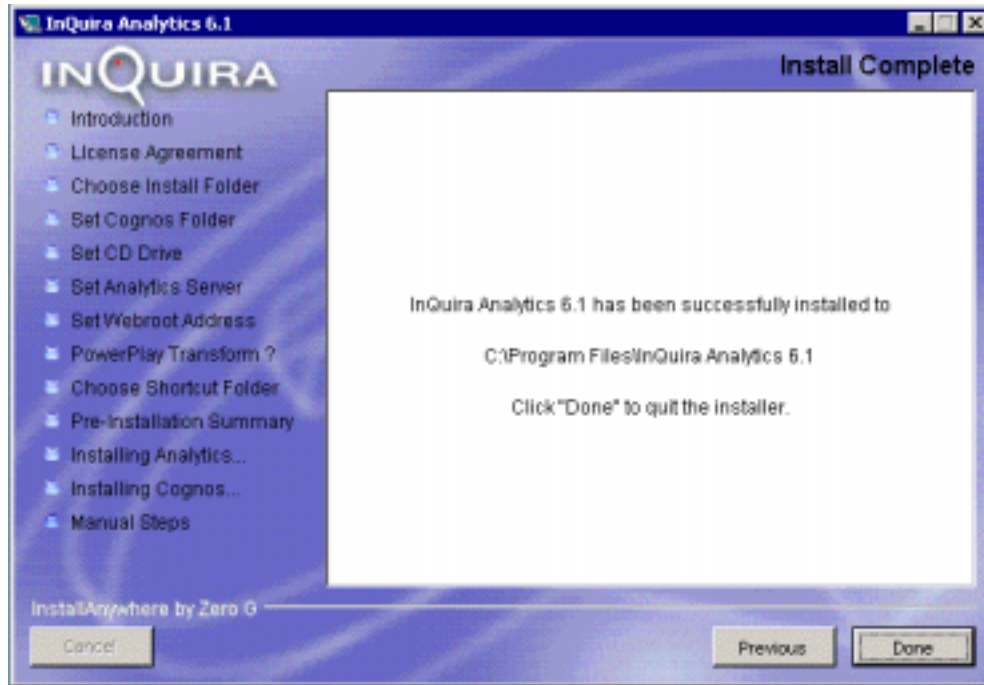 InQuira Analytics 6.1
INQUIRA
Install Complete
Introduction
License Agreement
Choose Install Folder
Set Cognos Folder
Set CD Drive
Set Analytics Server
Set Webroot Address
PowerPlay Transform ?
Choose Shortcut Folder
Pre-Installation Summary
Installing Analytics...
Installing Cognos...
Manual Steps
InQuira Analytics 6.1 has been successfully installed to
C:\Program Files\InQuira Analytics 6.1
Click "Done" to quit the installer.
InstallAnywhere by Zero G
Cancel
Previous
Done